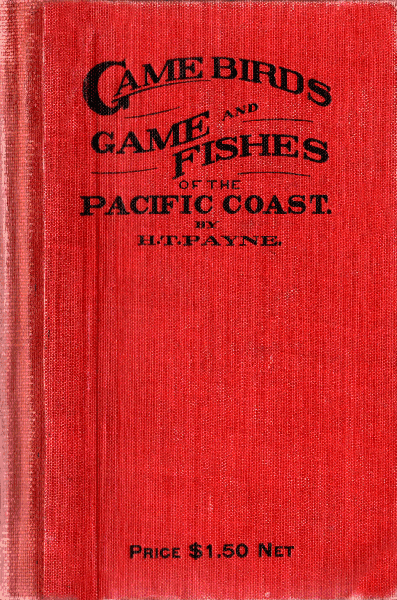 GAME BIRDS
AND
GAME
FISHES
OF THE
PACIFIC COAST.
BY
H.T. PAYNE.
PRICE $1.50 NET